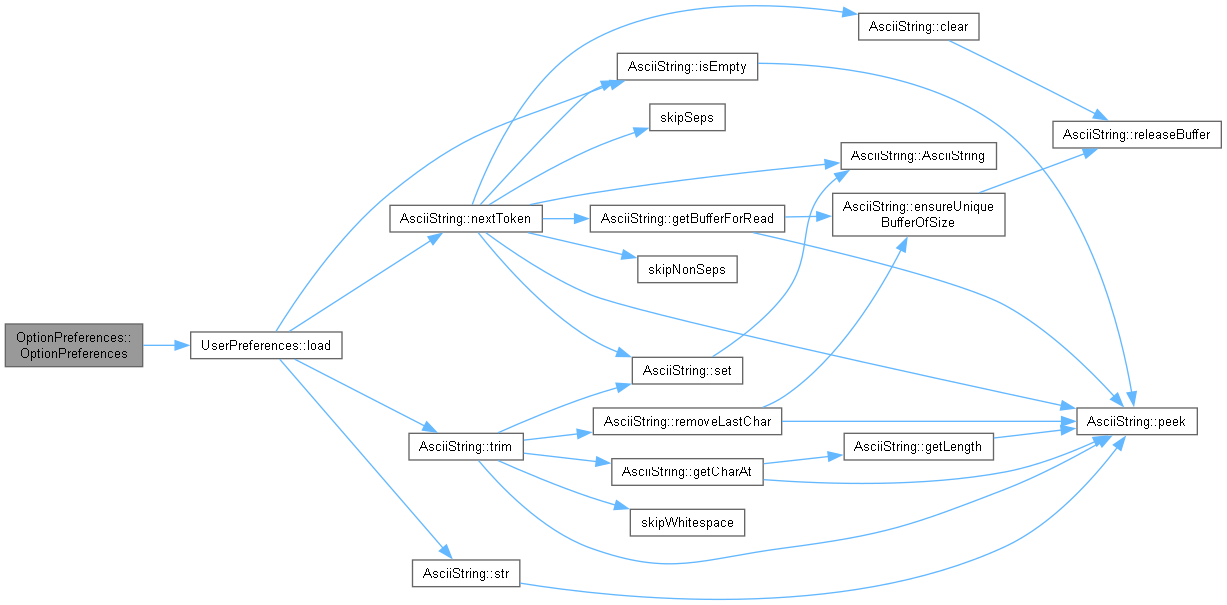 AsciiString::clear
AsciiString::isEmpty
skipSeps
AsciiString::releaseBuffer
AsciiString::AsciiString
AsciiString::nextToken
AsciiString::getBufferForRead
AsciiString::ensureUnique
BufferOfSize
skipNonSeps
OptionPreferences::
OptionPreferences
UserPreferences::load
AsciiString::set
AsciiString::removeLastChar
AsciiString::peek
AsciiString::trim
AsciiString::getLength
AsciiString::getCharAt
skipWhitespace
AsciiString::str